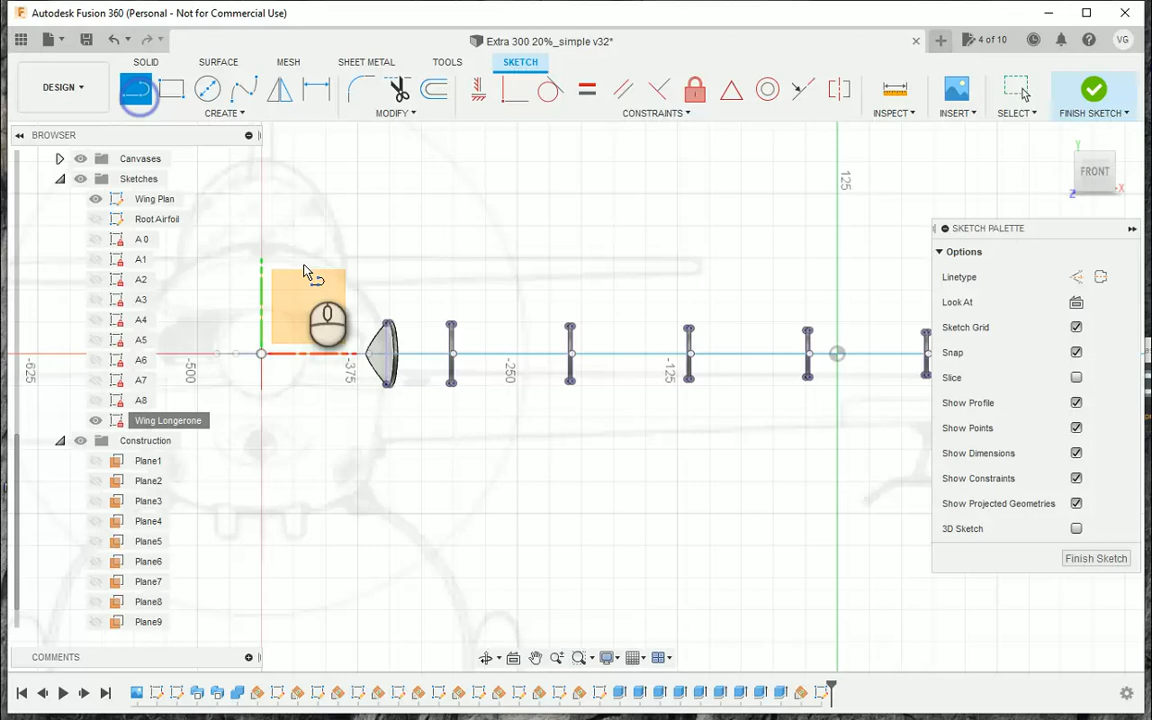 Autodesk Fusion 360 (Personal - Not for Commercial Use)
Extra 300 20%_simple v32*
4 of 10
VG
DESIGN
SOLID
SURFACE
MESH
SHEET METAL
TOOLS
SKETCH
CREATE
MODIFY
CONSTRAINTS
INSPECT
INSERT
SELECT
FINISH SKETCH
BROWSER
Canvases
Sketches
Wing Plan
Root Airfoil
A 0
A1
A2
A3
A4
A5
A6
A7
A8
Wing Longerone
Construction
Plane1
Plane2
Plane3
Plane4
Plane5
Plane6
Plane7
Plane8
Plane9
COMMENTS
-625
-500
-375
-250
-125
125
Y
FRONT
Z
X
SKETCH PALETTE
Options
Linetype
Look At
Sketch Grid
Snap
Slice
Show Profile
Show Points
Show Dimensions
Show Constraints
Show Projected Geometries
3D Sketch
Finish Sketch